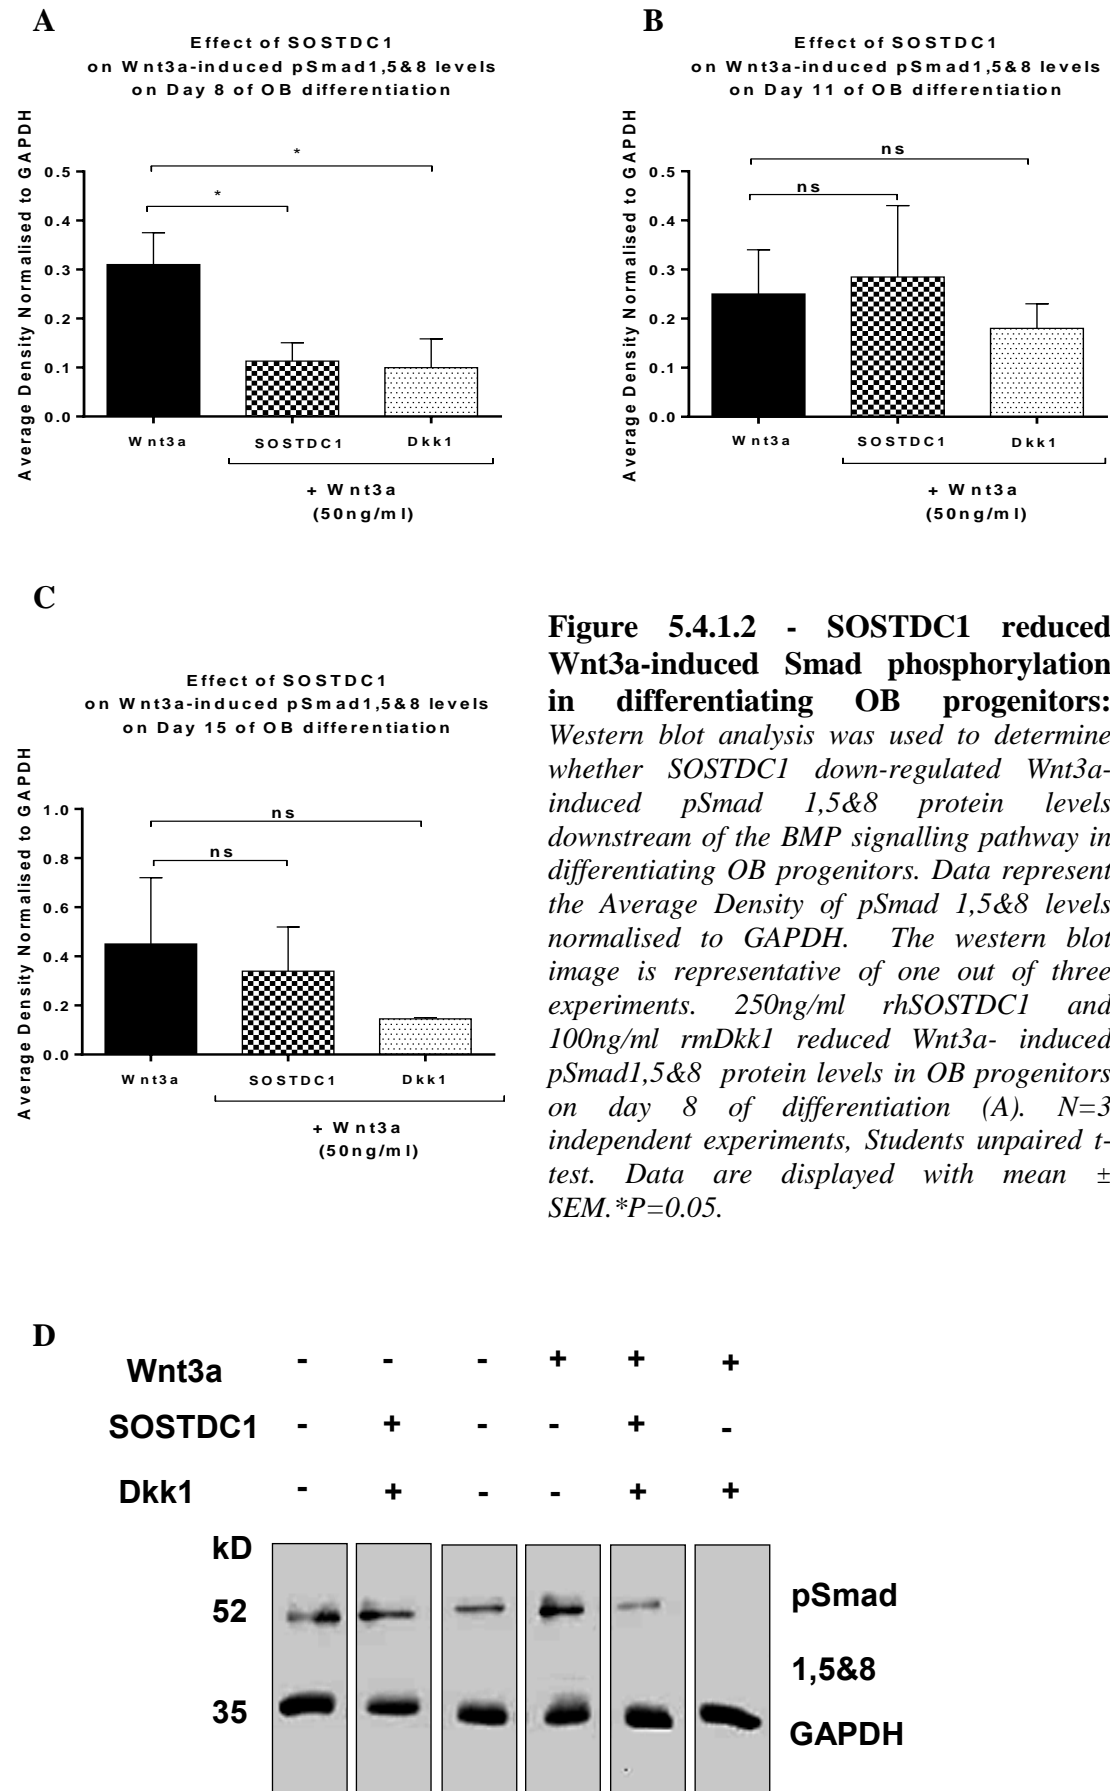 A
Effect of SOSTDC1
on Wnt3a-induced pSmad1,5&8 levels
on Day 8 of OB differentiation
Average Density Normalised to GAPDH
0.5
0.4
0.3
0.2
0.1
0.0
*
*
Wnt3a
SOSTDC1
Dkk1
+ Wnt3a
(50ng/ml)
B
Effect of SOSTDC1
on Wnt3a-induced pSmad1,5&8 levels
on Day 11 of OB differentiation
Average Density Normalised to GAPDH
0.5
0.4
0.3
0.2
0.1
0.0
ns
ns
Wnt3a
SOSTDC1
Dkk1
+ Wnt3a
(50ng/ml)
C
Effect of SOSTDC1
on Wnt3a-induced pSmad1,5&8 levels
on Day 15 of OB differentiation
Average Density Normalised to GAPDH
1.0
0.8
0.6
0.4
0.2
0.0
ns
ns
Wnt3a
SOSTDC1
Dkk1
+ Wnt3a
(50ng/ml)
Figure 5.4.1.2 - SOSTDC1 reduced
Wnt3a-induced Smad phosphorylation
in differentiating OB progenitors:
Western blot analysis was used to determine
whether SOSTDC1 down-regulated Wnt3a-
induced pSmad 1,5&8 protein levels
downstream of the BMP signalling pathway in
differentiating OB progenitors. Data represent
the Average Density of pSmad 1,5&8 levels
normalised to GAPDH. The western blot
image is representative of one out of three
experiments. 250ng/ml rhSOSTDC1 and
100ng/ml rmDkk1 reduced Wnt3a- induced
pSmad1,5&8 protein levels in OB progenitors
on day 8 of differentiation (A). N=3
independent experiments, Students unpaired t-
test. Data are displayed with mean ±
SEM.*P=0.05.
D
Wnt3a - - - + + +
SOSTDC1 - + - - + -
Dkk1 - + - - + +
kD
52
35
pSmad
1,5&8
GAPDH